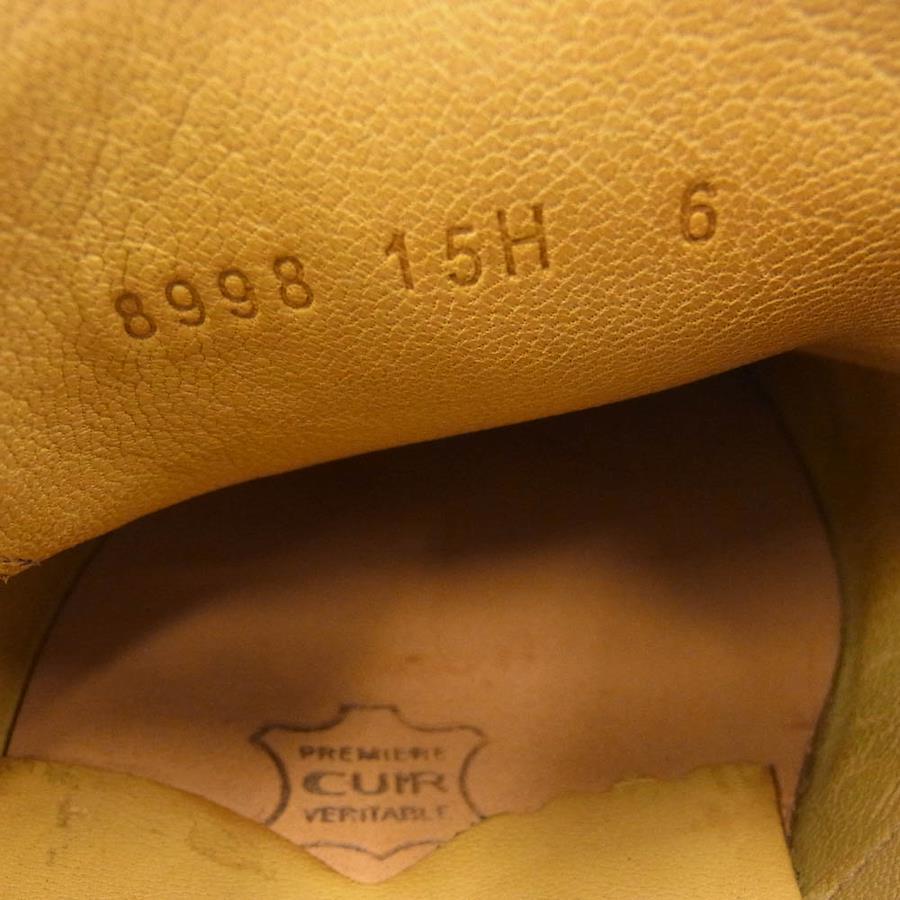 8998 15H 6
PREMIERE
CUIR
VERITABLE